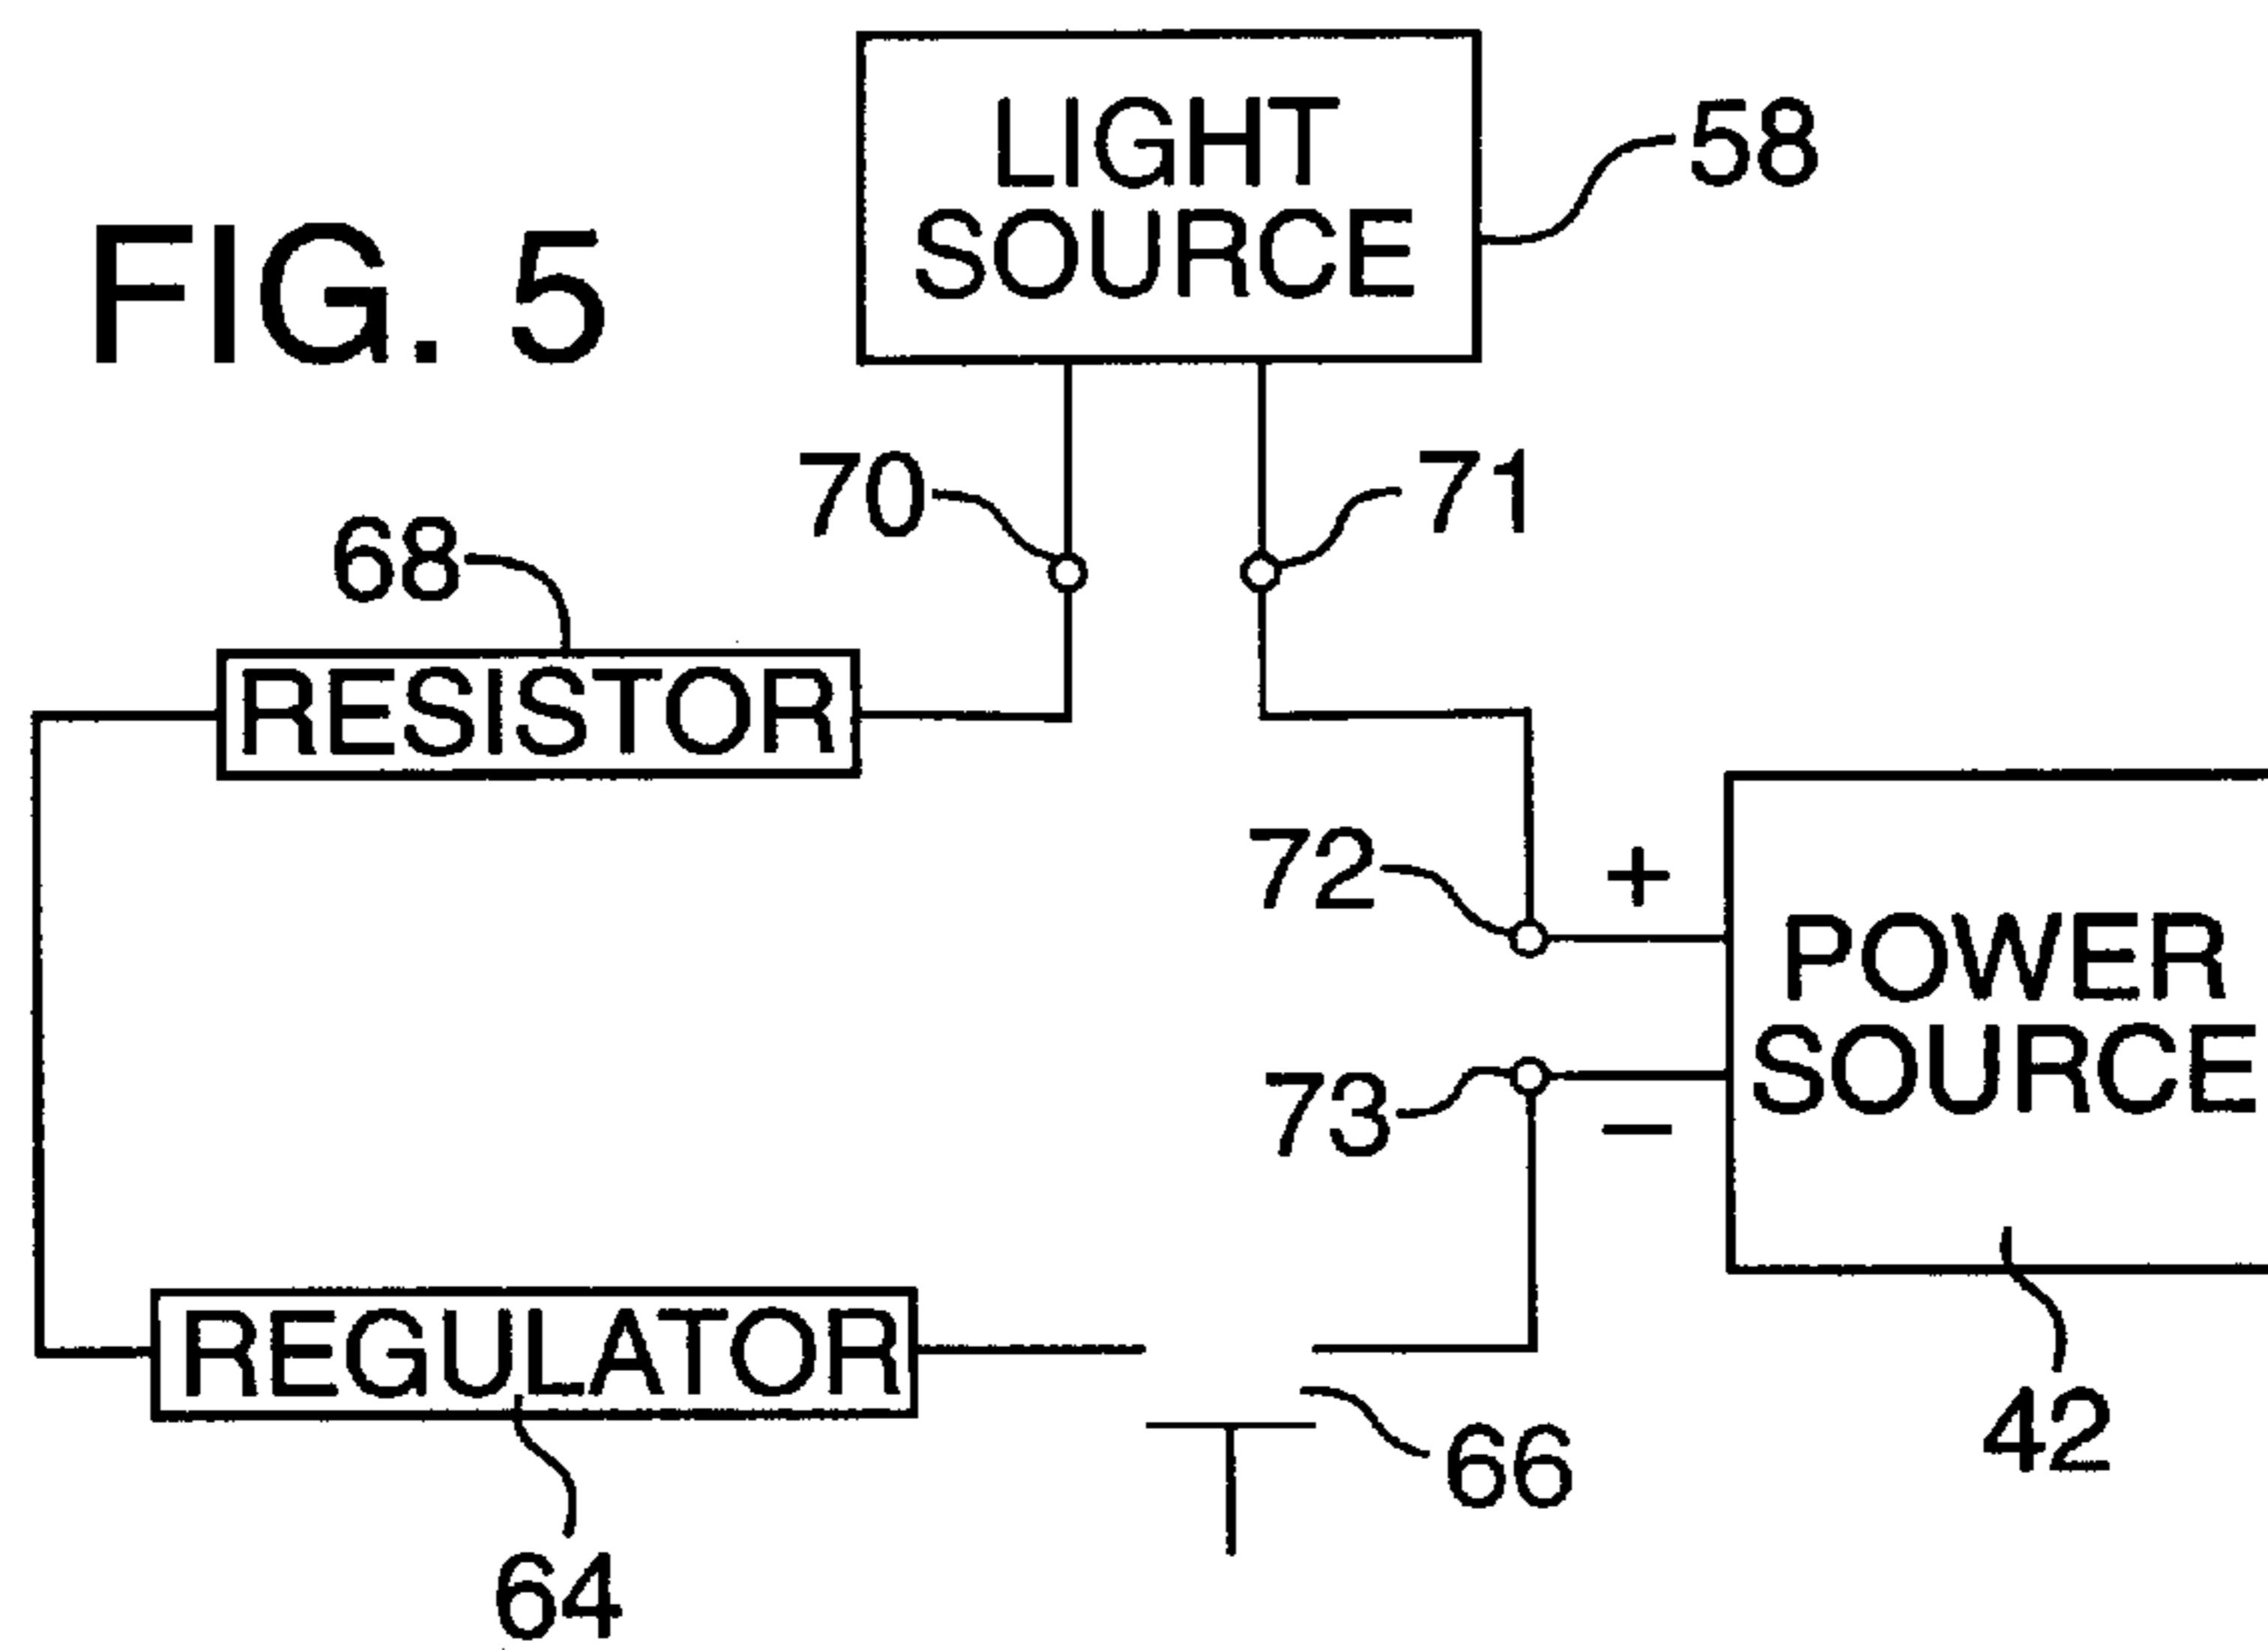 FIG. 5
LIGHT
SOURCE
58
70
71
68
RESISTOR
72
+
POWER
SOURCE
73
–
42
REGULATOR
66
64